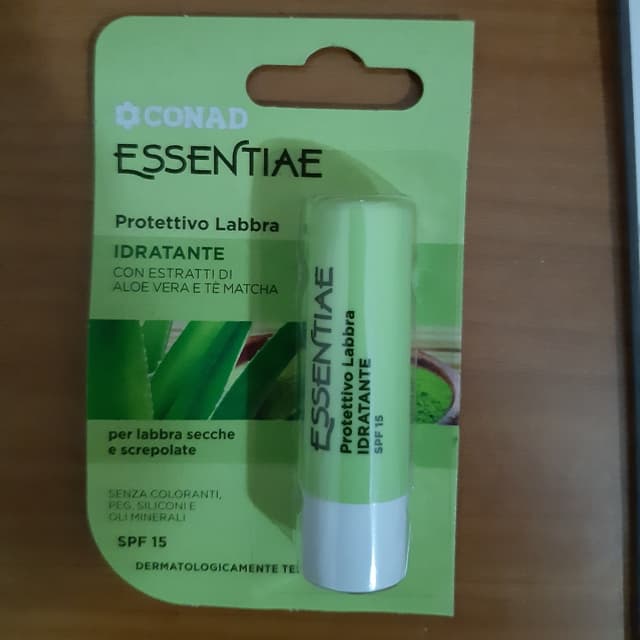 CONAD
ESSENTIAE
Protettivo Labbra
IDRATANTE
CON ESTRATTI DI
ALOE VERA E TÈ MATCHA
per labbra secche
e screpolate
SENZA COLORANTI,
PEG, SILICONI E
OLI MINERALI
SPF 15
DERMATOLOGICAMENTE
ESSENTIAE
Protettivo Labbra
IDRATANTE
SPF 15